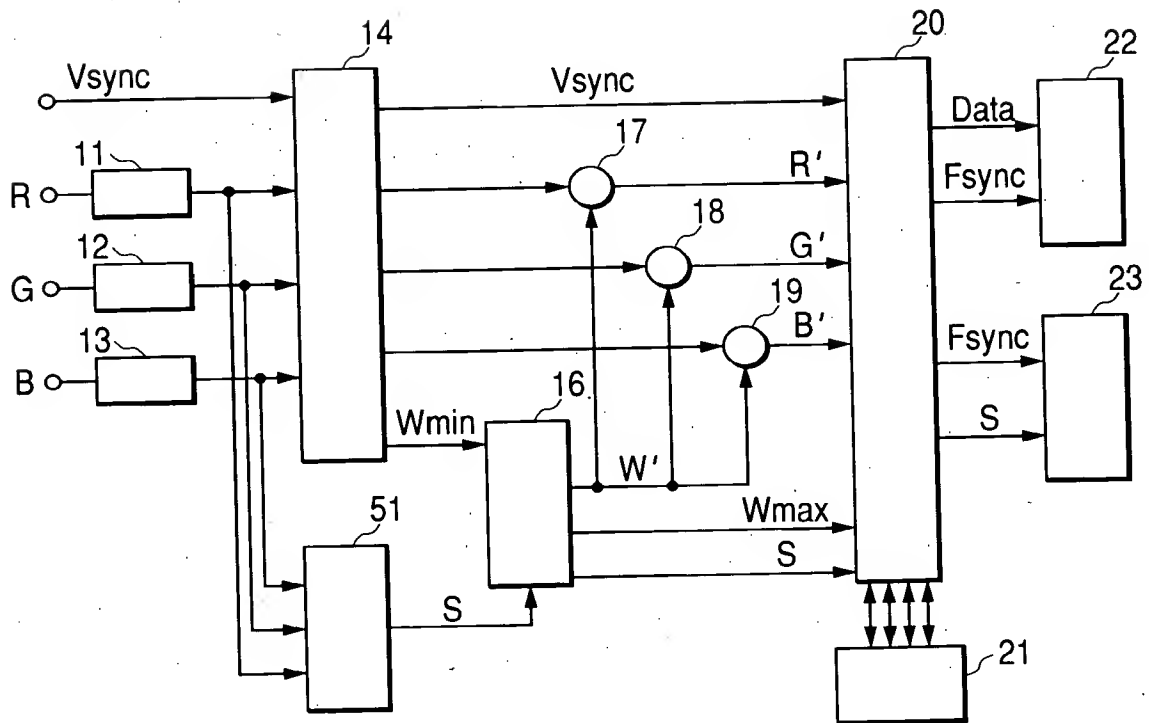 14
20
22
Vsync
Vsync
Data
17
11
R
R'
Fsync
18
12
G
G'
19
23
13
B
B'
Fsync
16
Wmin
S
W'
Wmax
51
S
S
21